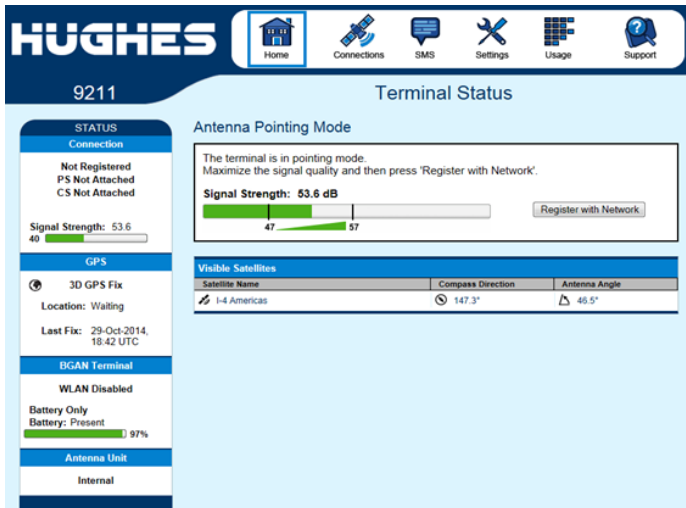 HUGHES
Home
Connections
SMS
Settings
Usage
Support
9211
Terminal Status
STATUS
Connection
Not Registered
PS Not Attached
CS Not Attached
Signal Strength: 53.6
40
GPS
3D GPS Fix
Location: Waiting
Last Fix: 29-Oct-2014,
18:42 UTC
BGAN Terminal
WLAN Disabled
Battery Only
Battery: Present
97%
Antenna Unit
Internal
Antenna Pointing Mode
The terminal is in pointing mode.
Maximize the signal quality and then press 'Register with Network'.
Signal Strength: 53.6 dB
Register with Network
47 57
Visible Satellites
Satellite Name Compass Direction Antenna Angle
I-4 Americas 147.3° 46.5°